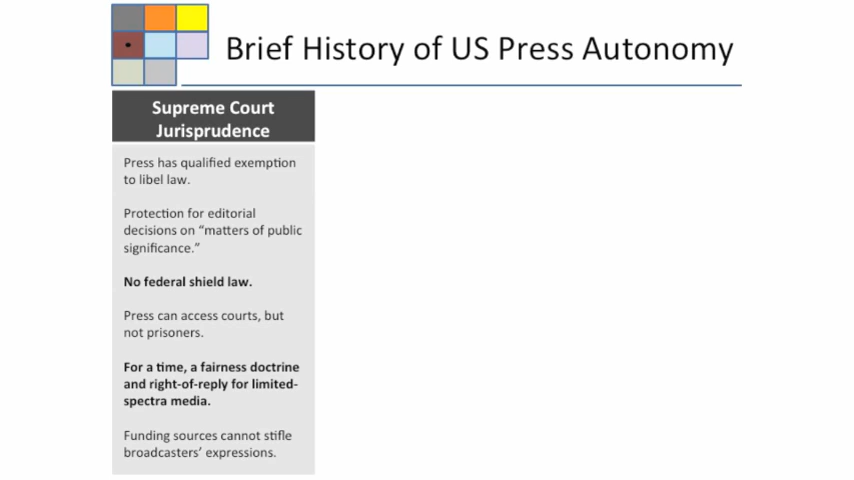 Brief History of US Press Autonomy
Supreme Court
Jurisprudence
Press has qualified exemption
to libel law.
Protection for editorial
decisions on “matters of public
significance.”
No federal shield law.
Press can access courts, but
not prisoners.
For a time, a fairness doctrine
and right-of-reply for limited-
spectra media.
Funding sources cannot stifle
broadcasters’ expressions.